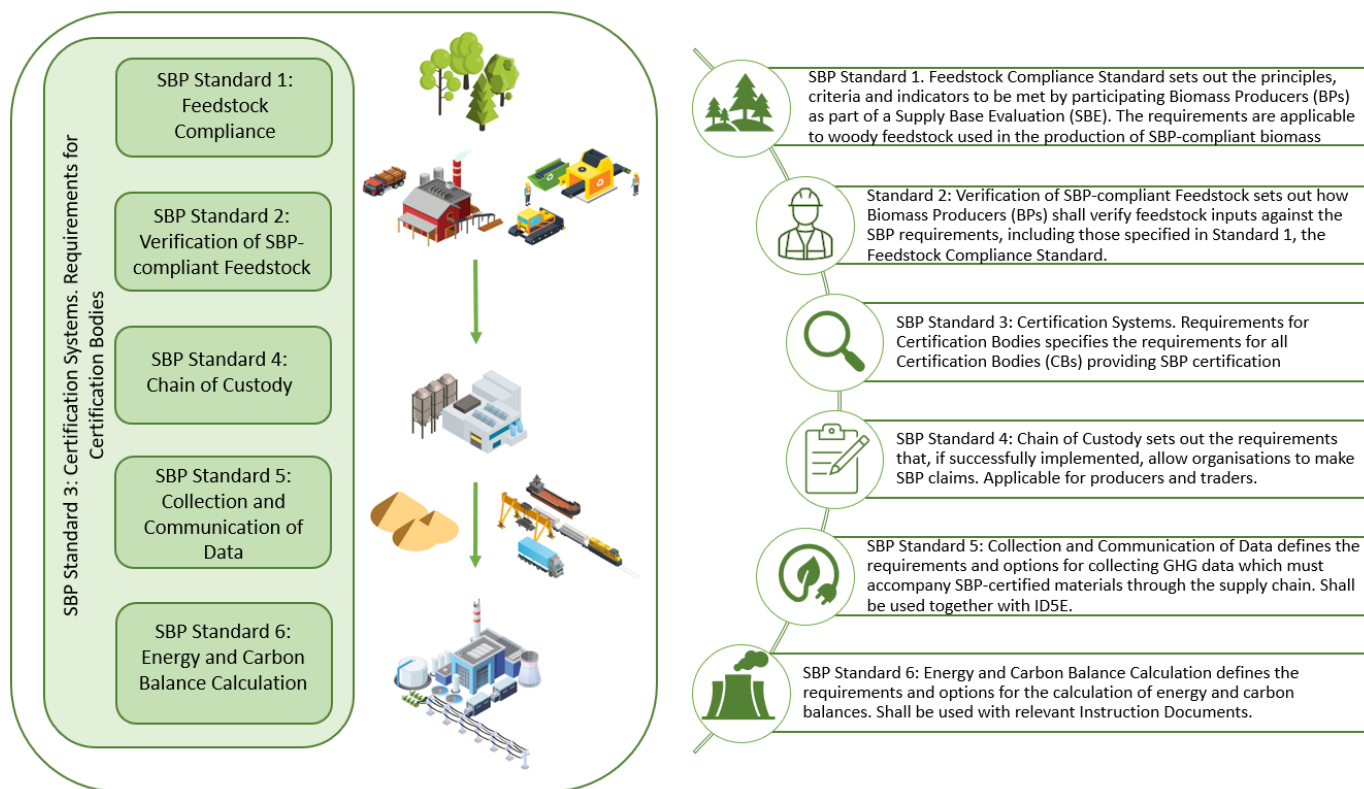 SBP Standard 3: Certification Systems. Requirements for
Certification Bodies
SBP Standard 1:
Feedstock
Compliance
SBP Standard 2:
Verification of SBP-
compliant Feedstock
SBP Standard 4:
Chain of Custody
SBP Standard 5:
Collection and
Communication of
Data
SBP Standard 6:
Energy and Carbon
Balance Calculation
SBP Standard 1. Feedstock Compliance Standard sets out the principles,
criteria and indicators to be met by participating Biomass Producers (BPs)
as part of a Supply Base Evaluation (SBE). The requirements are applicable
to woody feedstock used in the production of SBP-compliant biomass
Standard 2: Verification of SBP-compliant Feedstock sets out how
Biomass Producers (BPs) shall verify feedstock inputs against the
SBP requirements, including those specified in Standard 1, the
Feedstock Compliance Standard.
SBP Standard 3: Certification Systems. Requirements for
Certification Bodies specifies the requirements for all
Certification Bodies (CBs) providing SBP certification
SBP Standard 4: Chain of Custody sets out the requirements
that, if successfully implemented, allow organisations to make
SBP claims. Applicable for producers and traders.
SBP Standard 5: Collection and Communication of Data defines the
requirements and options for collecting GHG data which must
accompany SBP-certified materials through the supply chain. Shall
be used together with ID5E.
SBP Standard 6: Energy and Carbon Balance Calculation defines the
requirements and options for the calculation of energy and carbon
balances. Shall be used with relevant Instruction Documents.